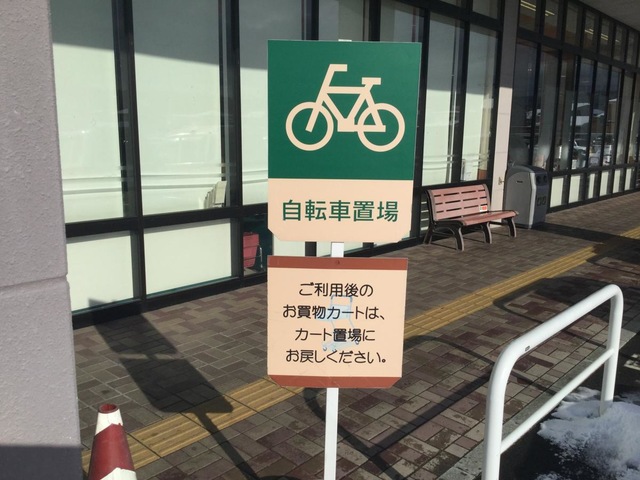 自転車置場
ご利用後の
お買物カートは、
カート置場に
お戻しください。